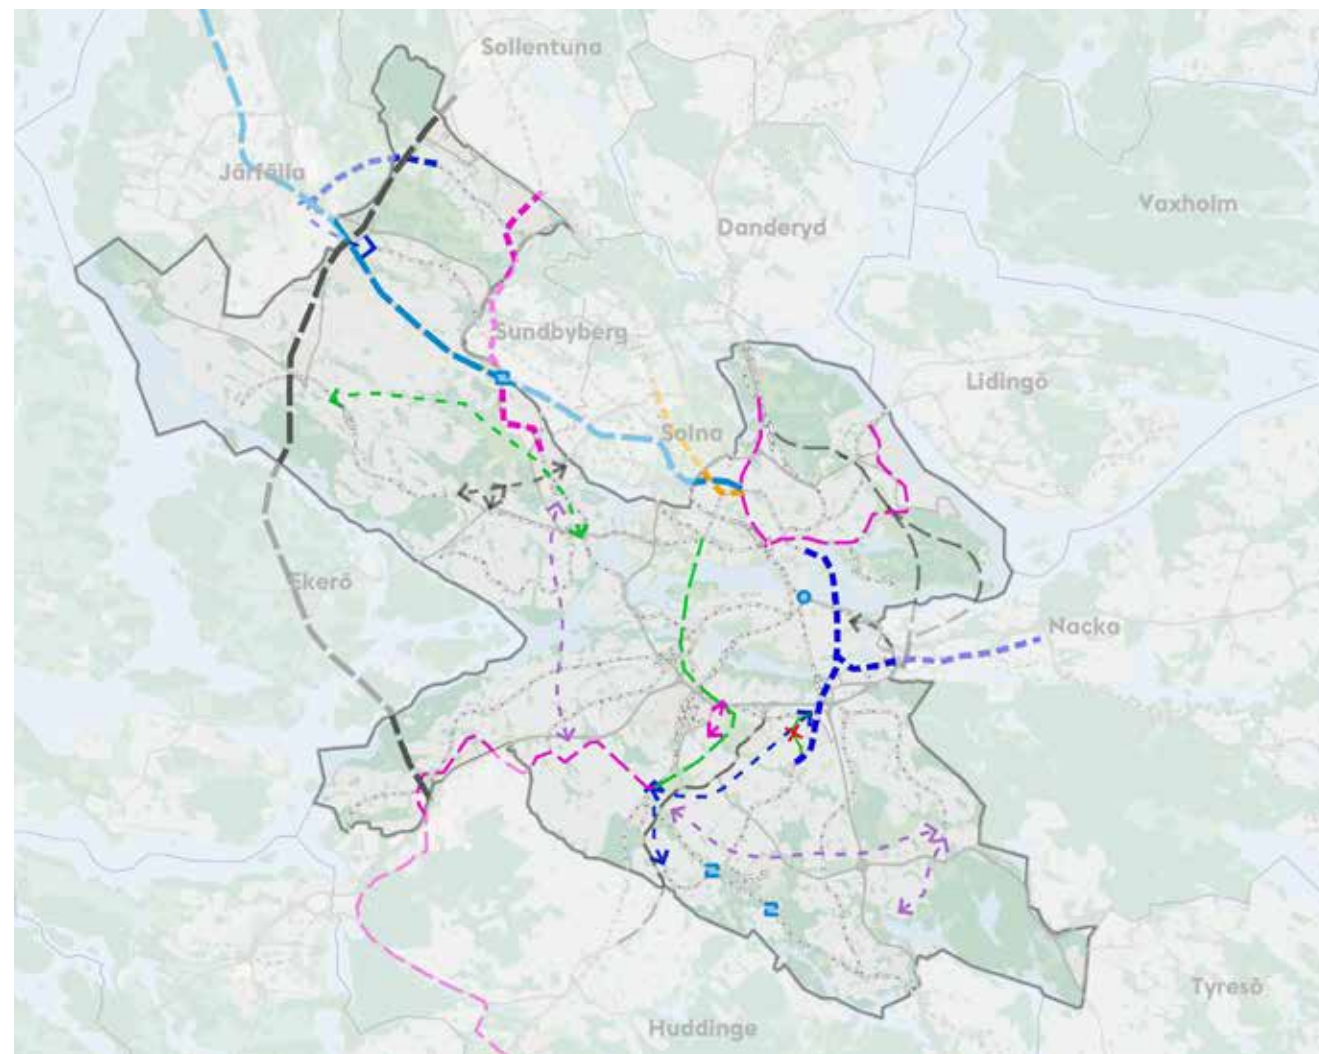 Sollentuna
Järfälla
Vaxholm
Danderyd
Sundbyberg
Lidingö
Solna
Ekerö
Nacka
Tyresö
Huddinge